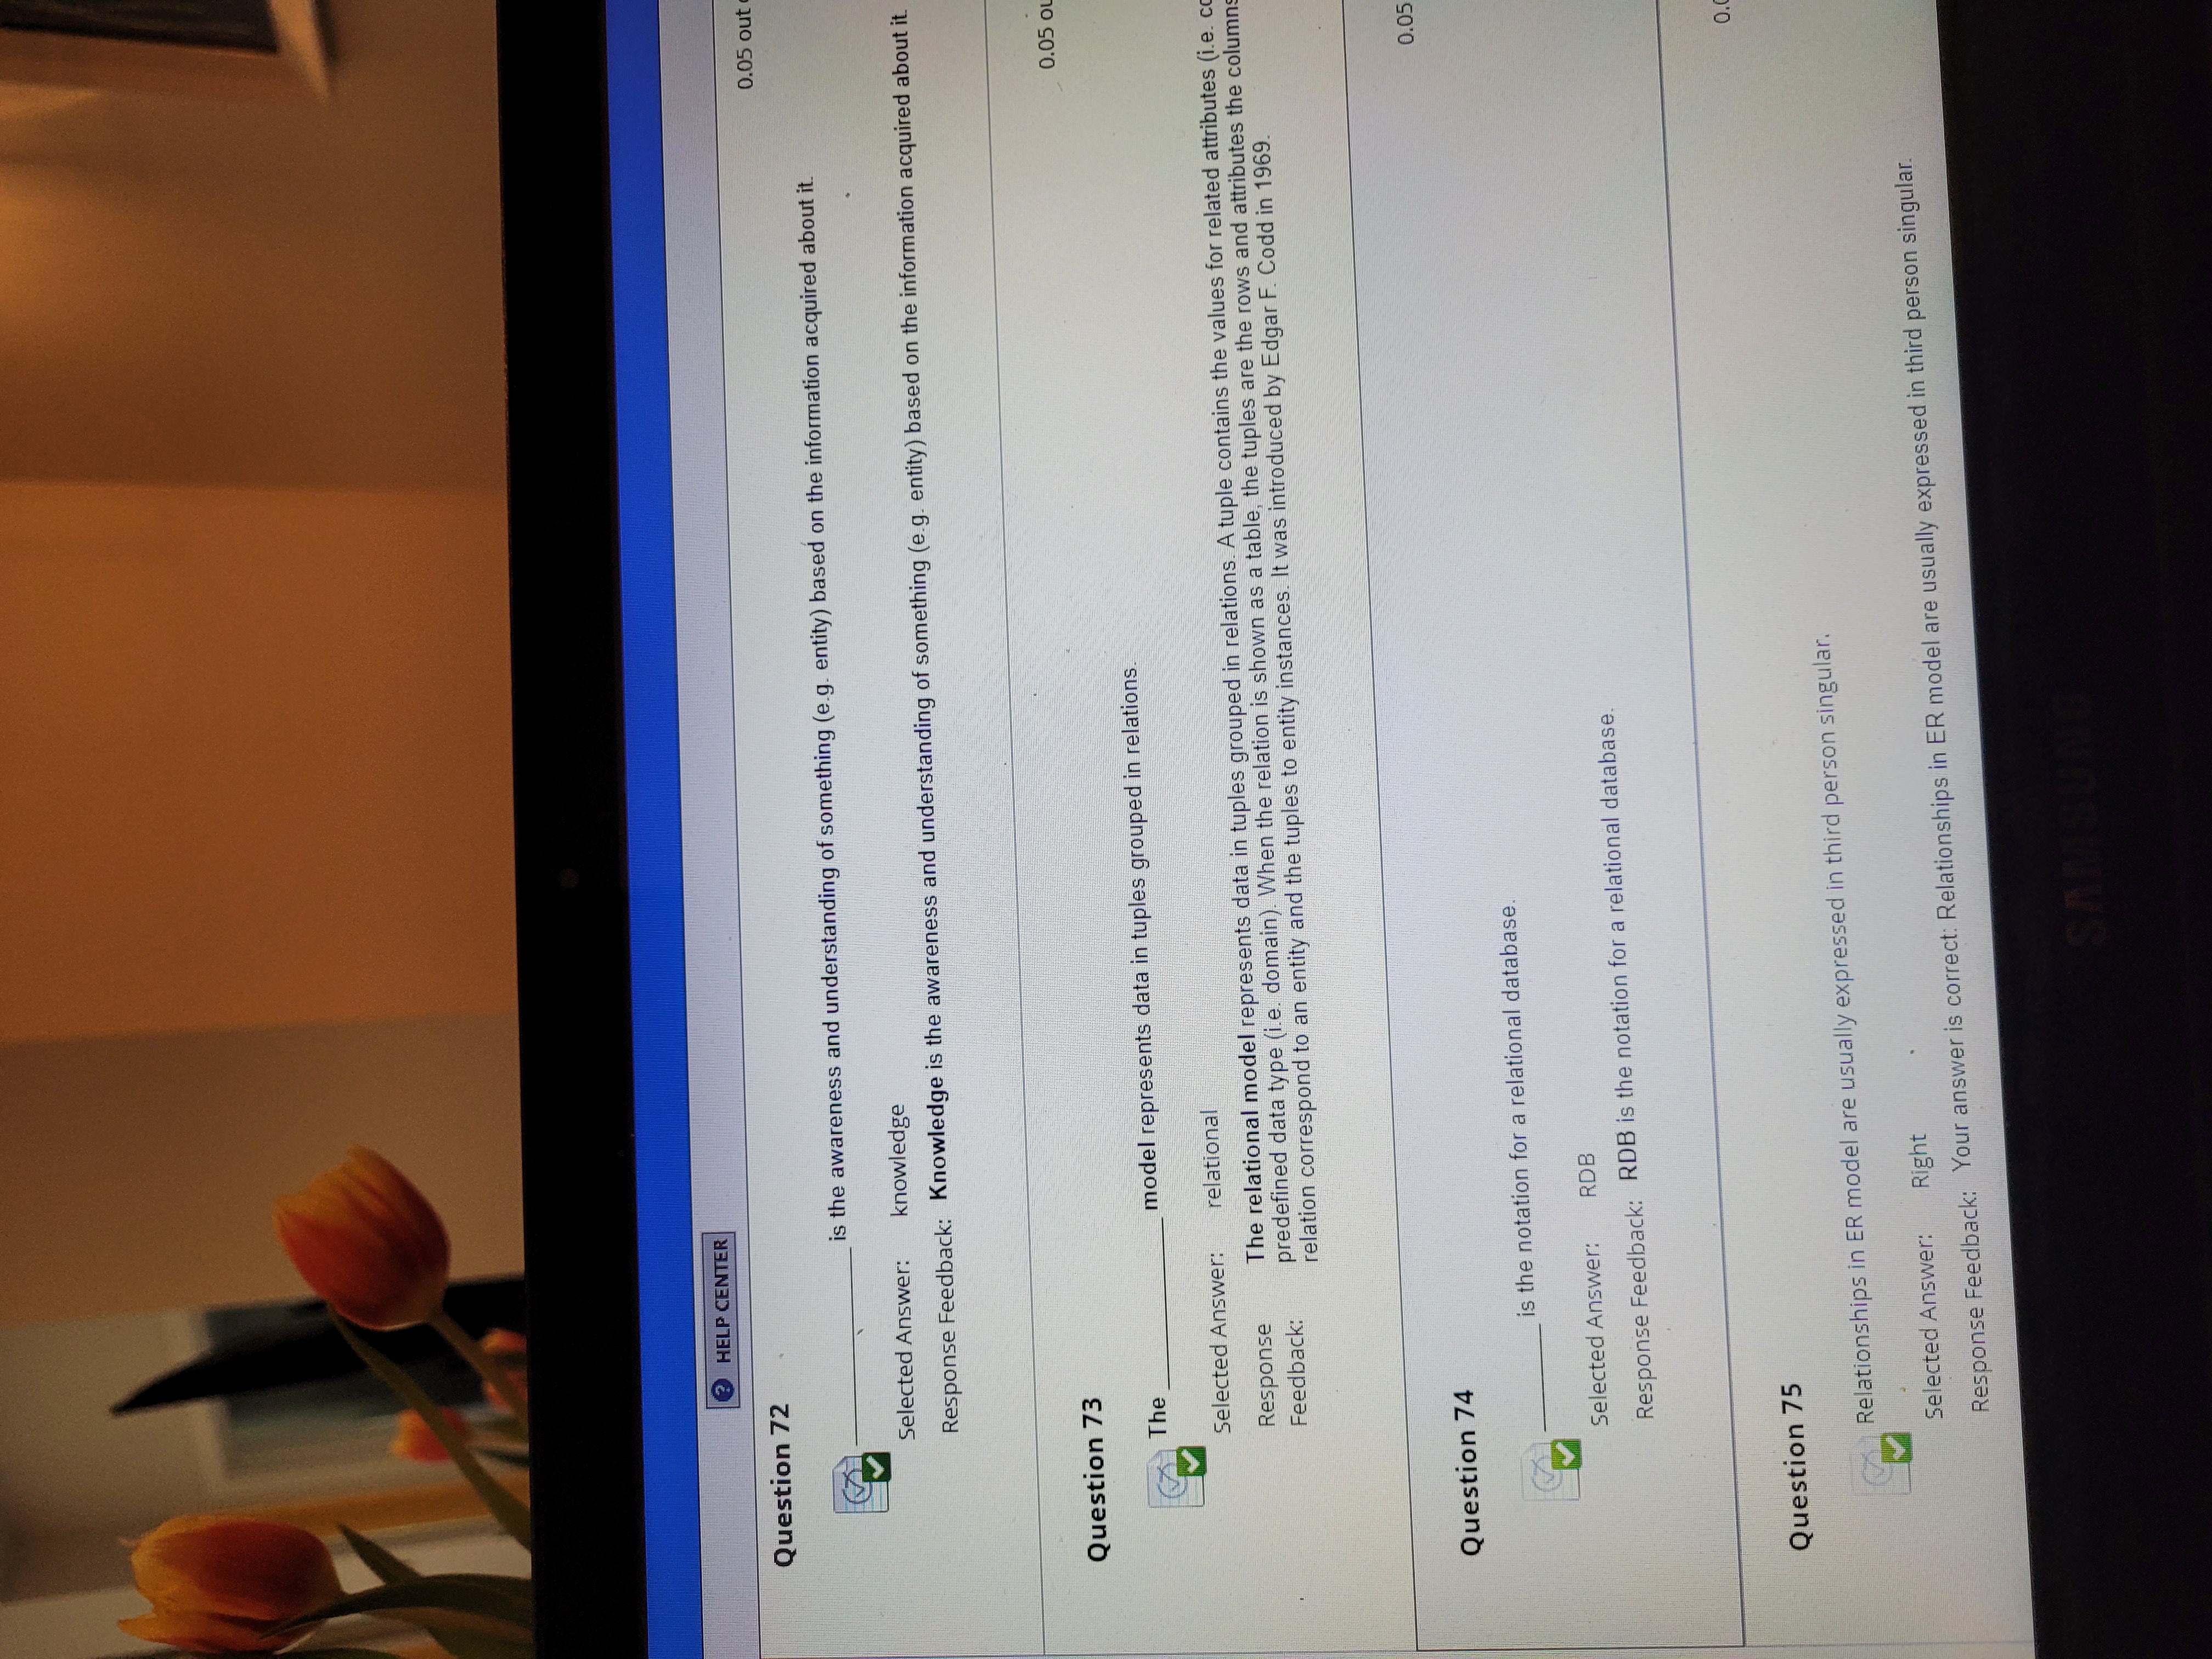 HELP CENTER
0.05 out
Question 72
____________ is the awareness and understanding of something (e.g. entity) based on the information acquired about it.
Selected Answer: knowledge
Response Feedback: Knowledge is the awareness and understanding of something (e.g. entity) based on the information acquired about it.
0.05
Question 73
The ____________ model represents data in tuples grouped in relations.
Selected Answer: relational
Response Feedback: The relational model represents data in tuples grouped in relations. A tuple contains the values for related attributes (i.e.
predefined data type (i.e. domain). When the relation is shown as a table, the tuples are the rows and attributes the columns
relation correspond to an entity and the tuples to entity instances. It was introduced by Edgar F. Codd in 1969.
0.05
Question 74
________ is the notation for a relational database.
Selected Answer: RDB
Response Feedback: RDB is the notation for a relational database.
Question 75
Relationships in ER model are usually expressed in third person singular.
Selected Answer: Right
Response Feedback: Your answer is correct: Relationships in ER model are usually expressed in third person singular.
SAMSUNG